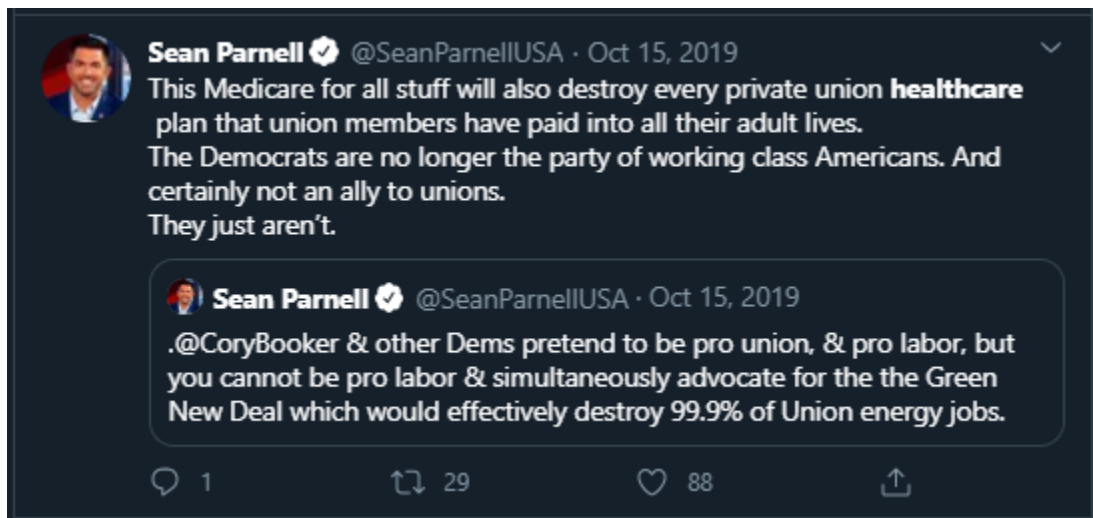 Sean Parnell @SeanParnellUSA · Oct 15, 2019
This Medicare for all stuff will also destroy every private union healthcare
plan that union members have paid into all their adult lives.
The Democrats are no longer the party of working class Americans. And
certainly not an ally to unions.
They just aren't.
Sean Parnell @SeanParnellUSA · Oct 15, 2019
.@CoryBooker & other Dems pretend to be pro union, & pro labor, but
you cannot be pro labor & simultaneously advocate for the the Green
New Deal which would effectively destroy 99.9% of Union energy jobs.
1 29 88